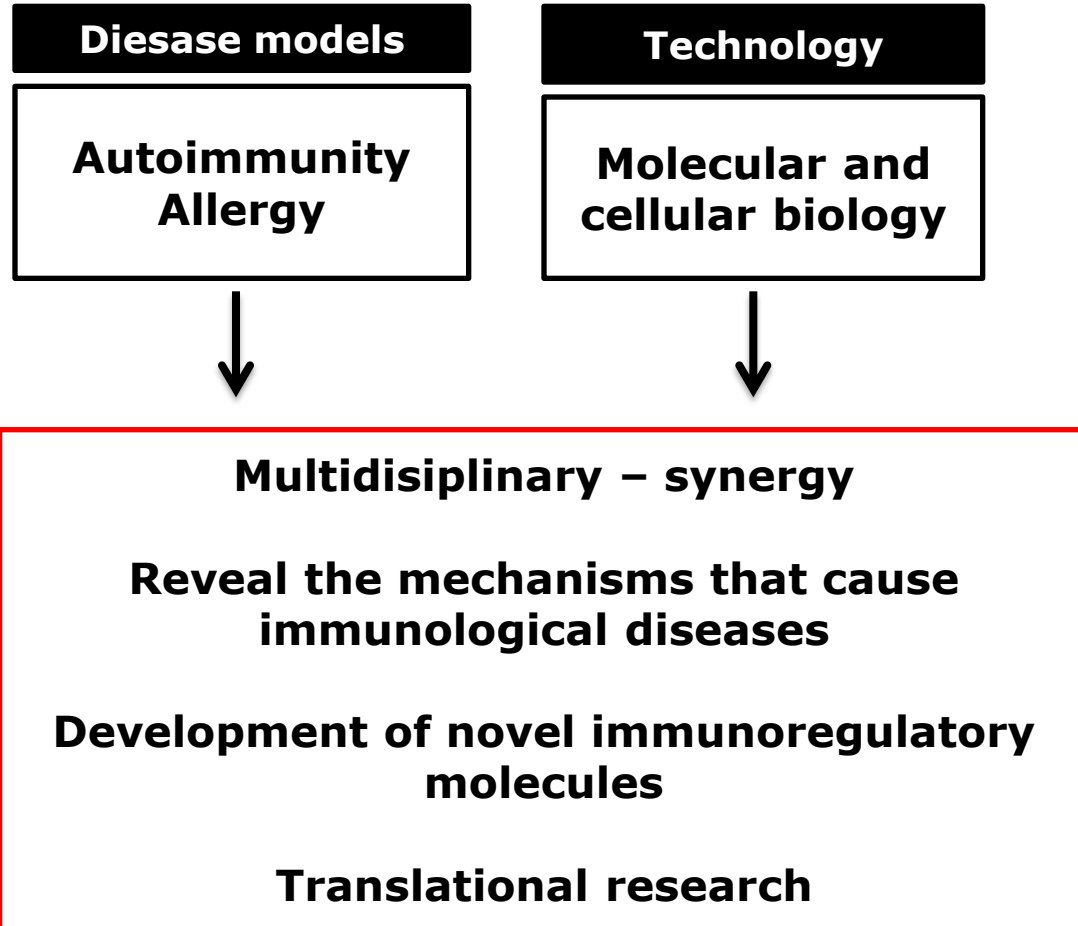 Diesase models
Autoimmunity
Allergy
Technology
Molecular and
cellular biology
Multidisiplinary – synergy
Reveal the mechanisms that cause
immunological diseases
Development of novel immunoregulatory
molecules
Translational research